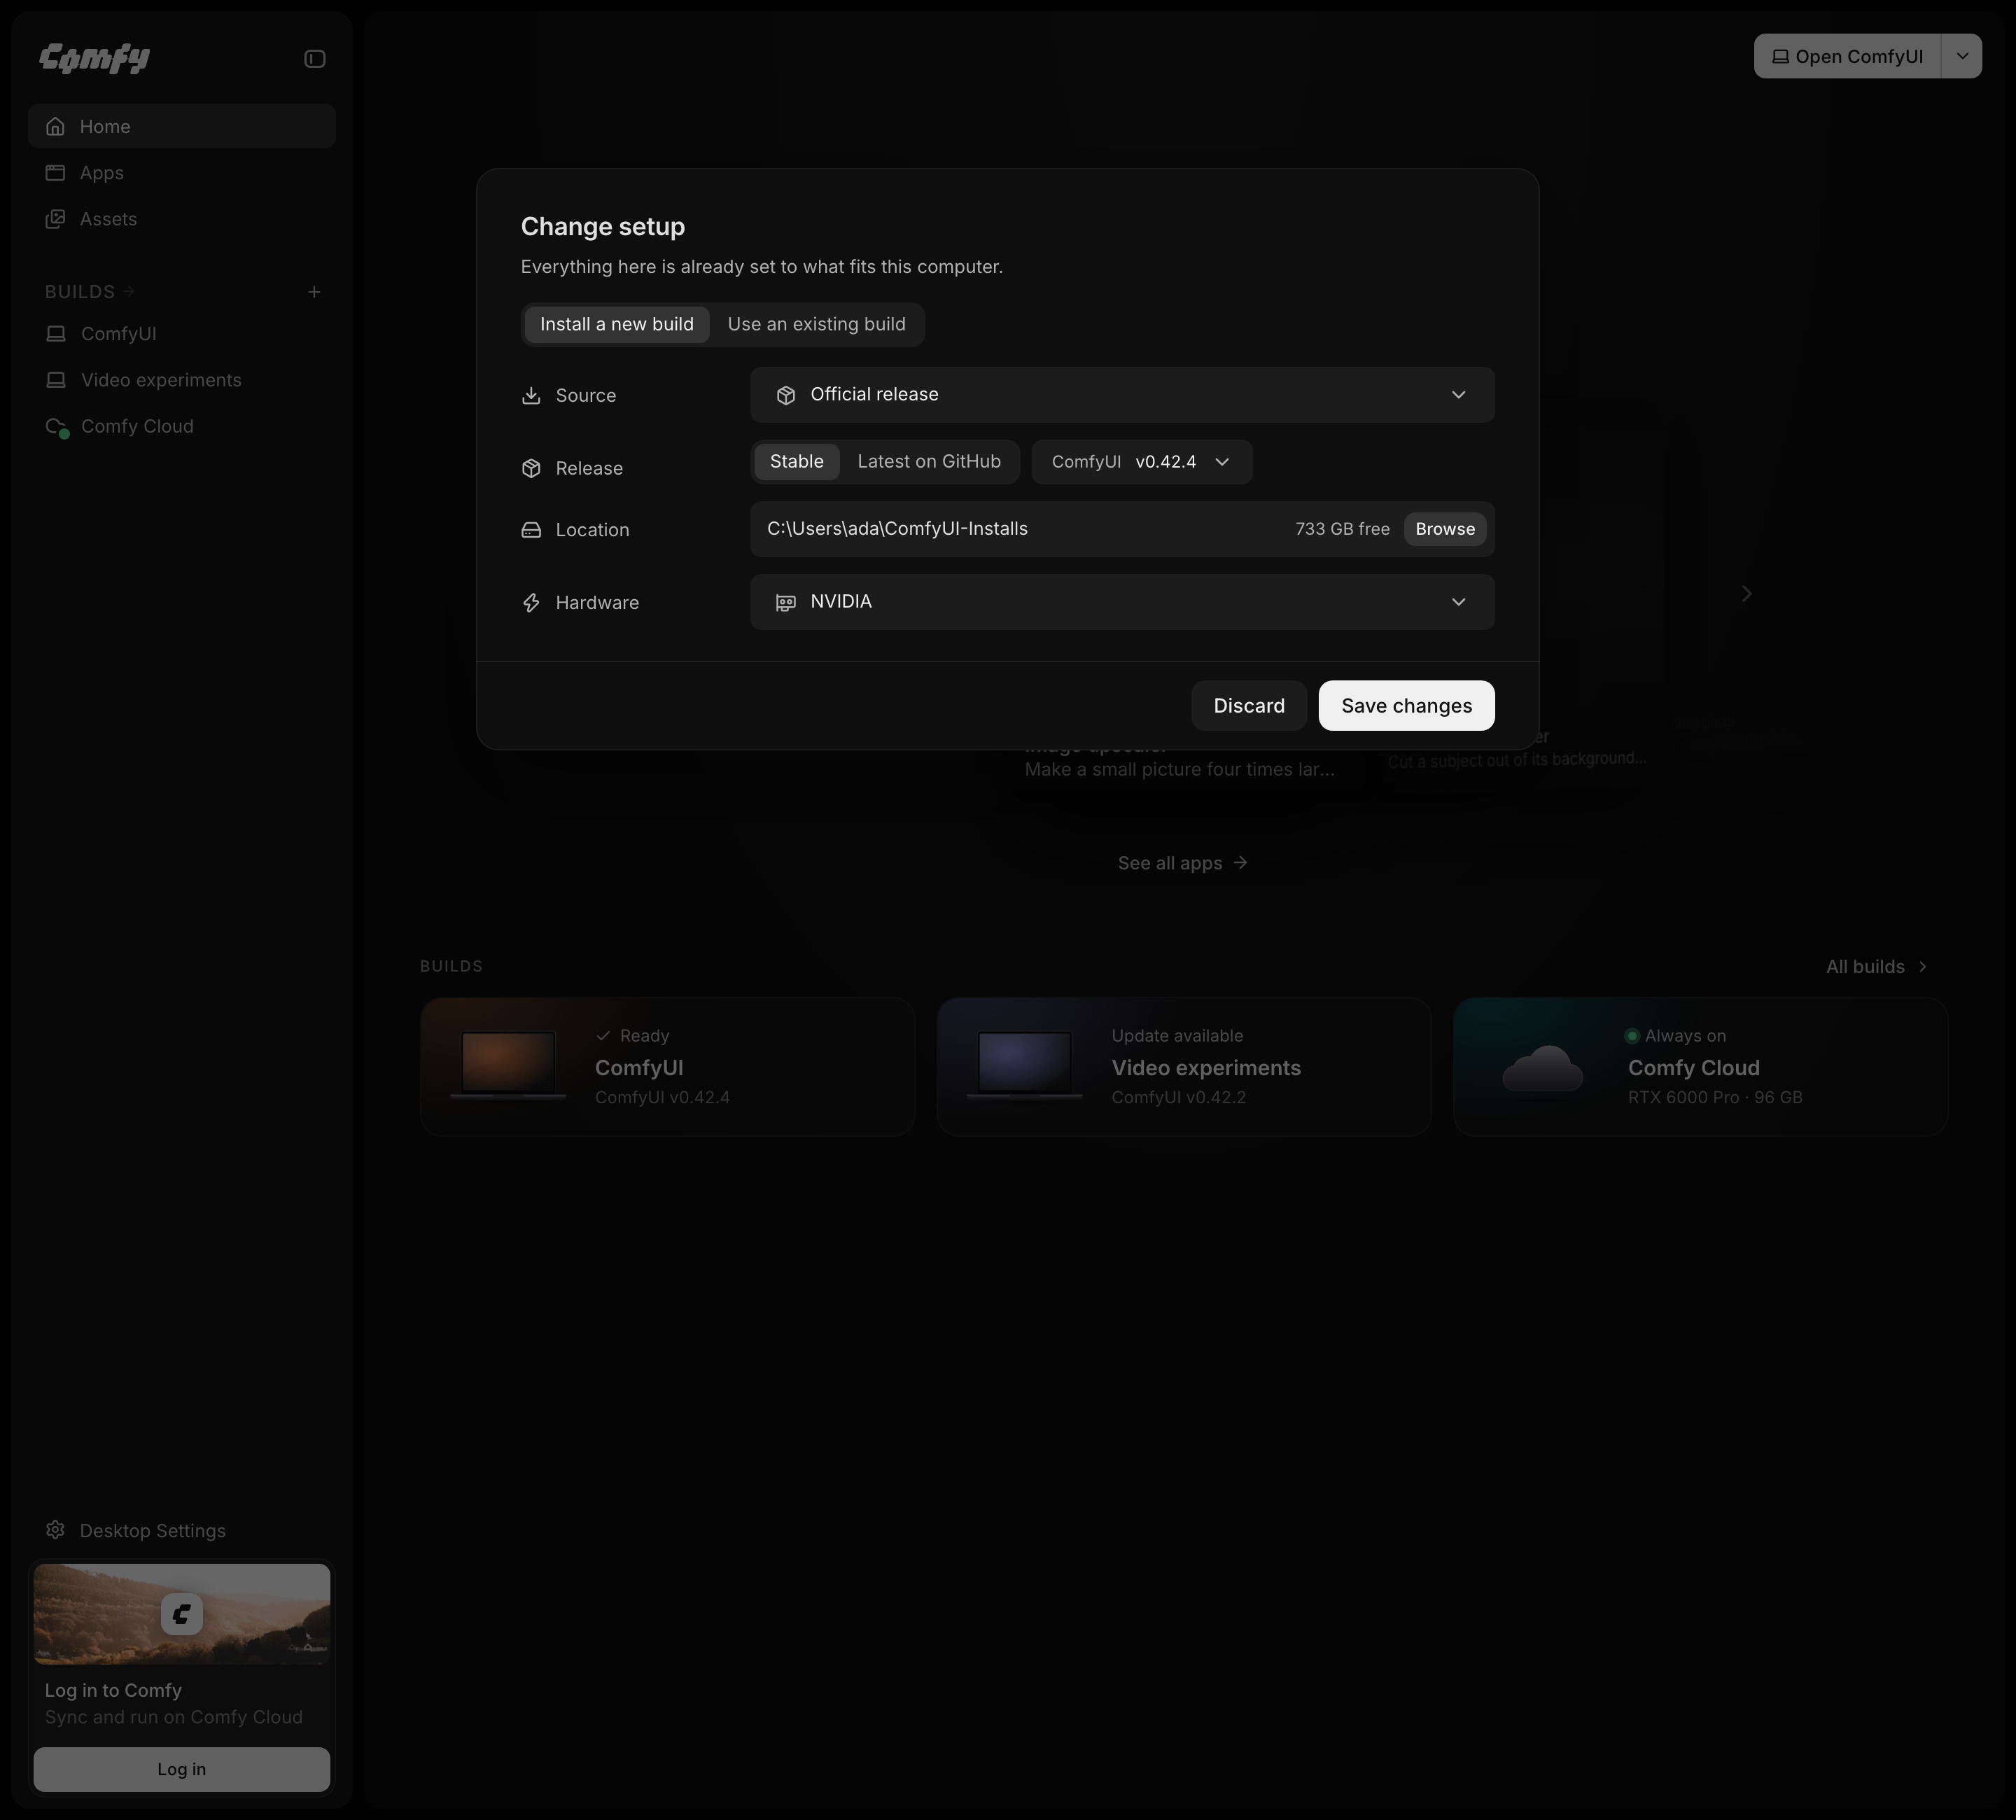 Comfy
Open ComfyUI
Home
Apps
Assets
BUILDS
ComfyUI
Video experiments
Comfy Cloud
Change setup
Everything here is already set to what fits this computer.
Install a new build
Use an existing build
Source
Official release
Release
Stable
Latest on GitHub
ComfyUI v0.42.4
Location
C:\Users\ada\ComfyUI-Installs
733 GB free
Browse
Hardware
NVIDIA
Discard
Save changes
Make a small picture four times lar...
Cut a subject out of its background...
See all apps
BUILDS
All builds
Ready
ComfyUI
ComfyUI v0.42.4
Update available
Video experiments
ComfyUI v0.42.2
Always on
Comfy Cloud
RTX 6000 Pro · 96 GB
Desktop Settings
Log in to Comfy
Sync and run on Comfy Cloud
Log in